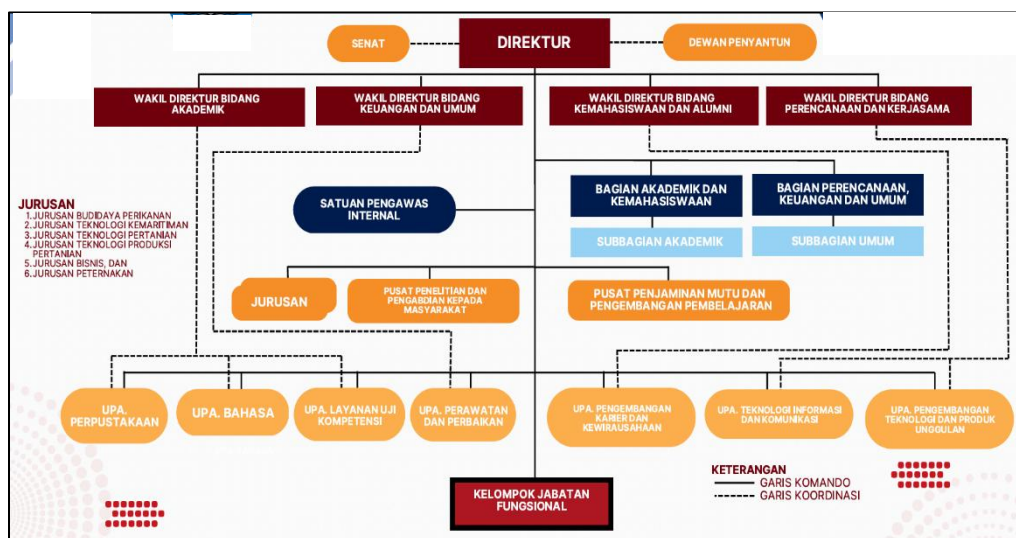 SENAT
DIREKTUR
DEWAN PENYANTUN
WAKIL DIREKTUR BIDANG
AKADEMIK
WAKIL DIREKTUR BIDANG
KEUANGAN DAN UMUM
WAKIL DIREKTUR BIDANG
KEMAHASISWAAN DAN ALUMNI
WAKIL DIREKTUR BIDANG
PERENCANAAN DAN KERJASAMA
JURUSAN
1. JURUSAN BUDIDAYA PERIKANAN
2. JURUSAN TEKNOLOGI KEMARITIMAN
3. JURUSAN TEKNOLOGI PERTANIAN
4. JURUSAN TEKNOLOGI PRODUKSI
PERTANIAN
5. JURUSAN BISNIS, DAN
6. JURUSAN PETERNAKAN
SATUAN PENGAWAS
INTERNAL
BAGIAN AKADEMIK DAN
KEMAHASISWAAN
BAGIAN PERENCANAAN,
KEUANGAN DAN UMUM
SUBBAGIAN AKADEMIK
SUBBAGIAN UMUM
JURUSAN
PUSAT PENELITIAN DAN
PENGABDIAN KEPADA
MASYARAKAT
PUSAT PENJAMINAN MUTU DAN
PENGEMBANGAN PEMBELAJARAN
UPA.
PERPUSTAKAAN
UPA. BAHASA
UPA. LAYANAN UJI
KOMPETENSI
UPA. PERAWATAN
DAN PERBAIKAN
UPA. PENGEMBANGAN
KARIER DAN
KEWIRAUSAHAAN
UPA. TEKNOLOGI INFORMASI
DAN KOMUNIKASI
UPA. PENGEMBANGAN
TEKNOLOGI DAN PRODUK
UNGGULAN
KETERANGAN
GARIS KOMANDO
GARIS KOORDINASI
KELOMPOK JABATAN
FUNGSIONAL